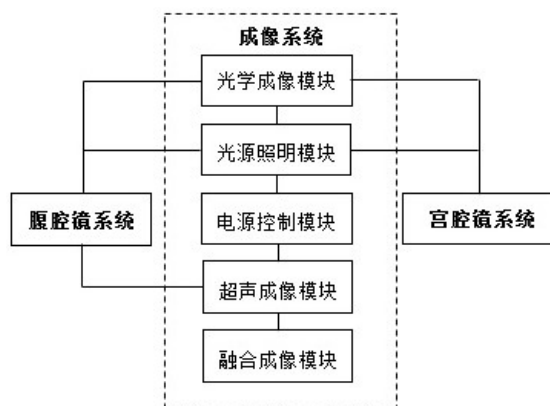 成像系统
光学成像模块
光源照明模块
腹腔镜系统
电源控制模块
宫腔镜系统
超声成像模块
融合成像模块